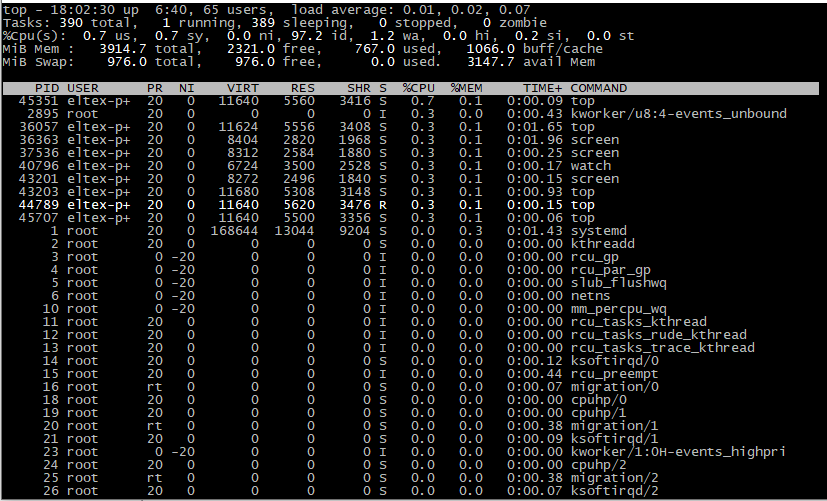 top - 18:02:30 up  6:40, 65 users,  load average: 0.01, 0.02, 0.07
Tasks: 390 total,   1 running, 389 sleeping,   0 stopped,   0 zombie
%Cpu(s):  0.7 us,  0.7 sy,  0.0 ni, 97.2 id,  1.2 wa,  0.0 hi,  0.2 si,  0.0 st
MiB Mem :   3914.7 total,   2321.0 free,    767.0 used,   1066.0 buff/cache
MiB Swap:    976.0 total,    976.0 free,      0.0 used.   3147.7 avail Mem
PID USER      PR  NI    VIRT    RES    SHR S  %CPU  %MEM     TIME+ COMMAND
45351 eltex-p+  20   0   11640   5560   3416 S   0.7   0.1   0:00.09 top
2895 root      20   0       0      0      0 I   0.3   0.0   0:00.43 kworker/u8:4-events_unbound
36057 eltex-p+  20   0   11624   5556   3408 S   0.3   0.1   0:01.65 top
36363 eltex-p+  20   0    8404   2820   1968 S   0.3   0.1   0:01.96 screen
37536 eltex-p+  20   0    8312   2584   1880 S   0.3   0.1   0:00.25 screen
40796 eltex-p+  20   0    6724   3500   2528 S   0.3   0.1   0:00.17 watch
43201 eltex-p+  20   0    8272   2496   1840 S   0.3   0.1   0:00.15 screen
43203 eltex-p+  20   0   11680   5308   3148 S   0.3   0.1   0:00.93 top
44789 eltex-p+  20   0   11640   5620   3476 R   0.3   0.1   0:00.15 top
45707 eltex-p+  20   0   11640   5500   3356 S   0.3   0.1   0:00.06 top
1 root      20   0  168644  13044   9204 S   0.0   0.3   0:01.43 systemd
2 root      20   0       0      0      0 S   0.0   0.0   0:00.00 kthreadd
3 root       0 -20       0      0      0 I   0.0   0.0   0:00.00 rcu_gp
4 root       0 -20       0      0      0 I   0.0   0.0   0:00.00 rcu_par_gp
5 root       0 -20       0      0      0 I   0.0   0.0   0:00.00 slub_flushwq
6 root       0 -20       0      0      0 I   0.0   0.0   0:00.00 netns
10 root       0 -20       0      0      0 I   0.0   0.0   0:00.00 mm_percpu_wq
11 root      20   0       0      0      0 I   0.0   0.0   0:00.00 rcu_tasks_kthread
12 root      20   0       0      0      0 I   0.0   0.0   0:00.00 rcu_tasks_rude_kthread
13 root      20   0       0      0      0 I   0.0   0.0   0:00.00 rcu_tasks_trace_kthread
14 root      20   0       0      0      0 S   0.0   0.0   0:00.12 ksoftirqd/0
15 root      20   0       0      0      0 I   0.0   0.0   0:00.44 rcu_preempt
16 root      rt   0       0      0      0 S   0.0   0.0   0:00.07 migration/0
18 root      20   0       0      0      0 S   0.0   0.0   0:00.00 cpuhp/0
19 root      20   0       0      0      0 S   0.0   0.0   0:00.00 cpuhp/1
20 root      rt   0       0      0      0 S   0.0   0.0   0:00.38 migration/1
21 root      20   0       0      0      0 S   0.0   0.0   0:00.09 ksoftirqd/1
23 root       0 -20       0      0      0 I   0.0   0.0   0:00.00 kworker/1:0H-events_highpri
24 root      20   0       0      0      0 S   0.0   0.0   0:00.00 cpuhp/2
25 root      rt   0       0      0      0 S   0.0   0.0   0:00.38 migration/2
26 root      20   0       0      0      0 S   0.0   0.0   0:00.07 ksoftirqd/2